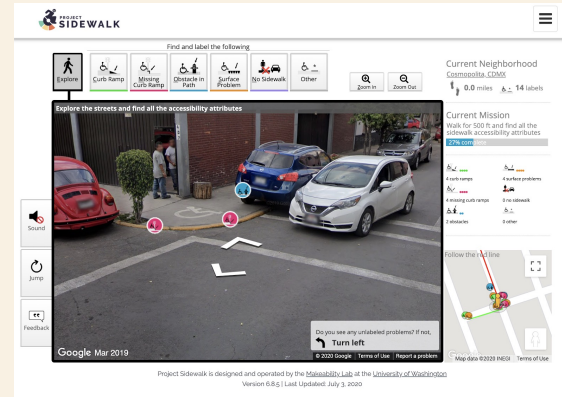 PROJECT
SIDEWALK
Find and label the following
Explore
Curb Ramp
Missing
Curb Ramp
Obstacle in
Path
Surface
Problem
No Sidewalk
Other
Zoom In
Zoom Out
Current Neighborhood
Cosmopolita, CDMX
0.0 miles
14 labels
Explore the streets and find all the accessibility attributes
Current Mission
Walk for 500 ft and find all the
sidewalk accessibility attributes
27% complete
4 curb ramps
4 surface problems
4 missing curb ramps
0 no sidewalk
2 obstacles
0 other
Sound
Jump
Feedback
Follow the red line
Do you see any unlabeled problems? If not,
Turn left
Google Mar 2019
© 2020 Google
Terms of Use
Report a problem
Map data ©2020 INEGI
Terms of Use
Project Sidewalk is designed and operated by the Makeability Lab at the University of Washington
Version 6.8.5 | Last Updated: July 3, 2020